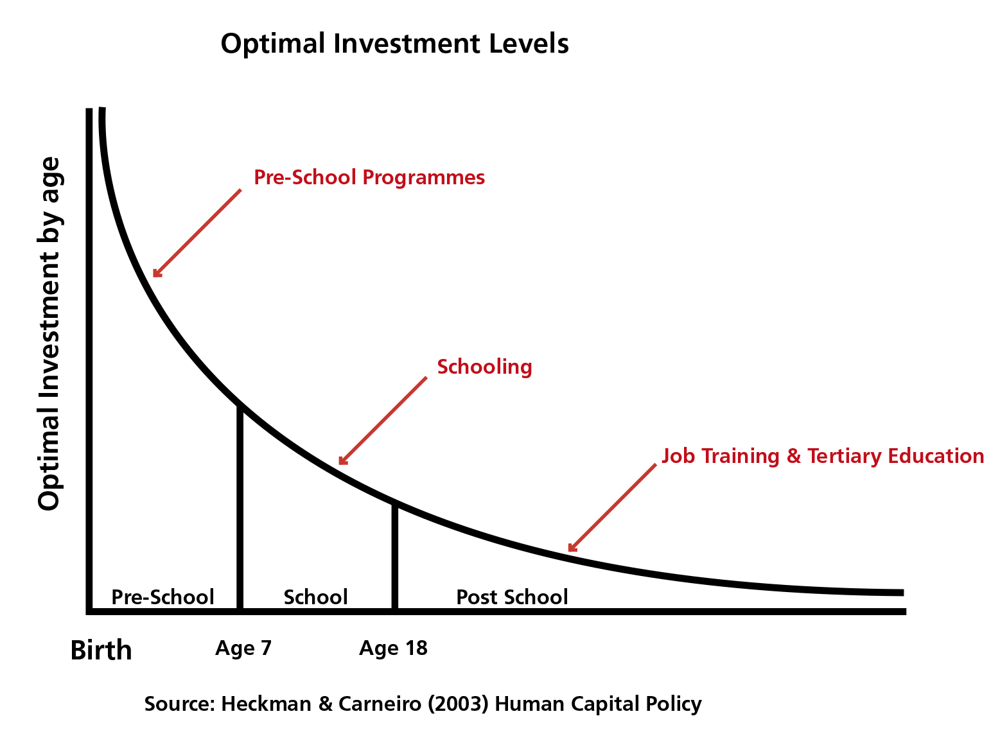 Optimal Investment Levels
Optimal Investment by age
Pre-School Programmes
Schooling
Job Training & Tertiary Education
Pre-School
School
Post School
Birth
Age 7
Age 18
Source: Heckman & Carneiro (2003) Human Capital Policy